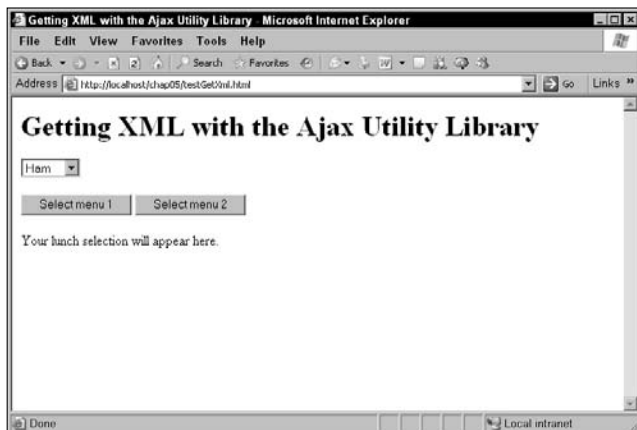 Getting XML with the Ajax Utility Library - Microsoft Internet Explorer
File Edit View Favorites Tools Help
Back Search Favorites
Address http://localhost/chap05/testGetXml.html Go Links »
Getting XML with the Ajax Utility Library
Ham
Select menu 1 Select menu 2
Your lunch selection will appear here.
Done Local intranet